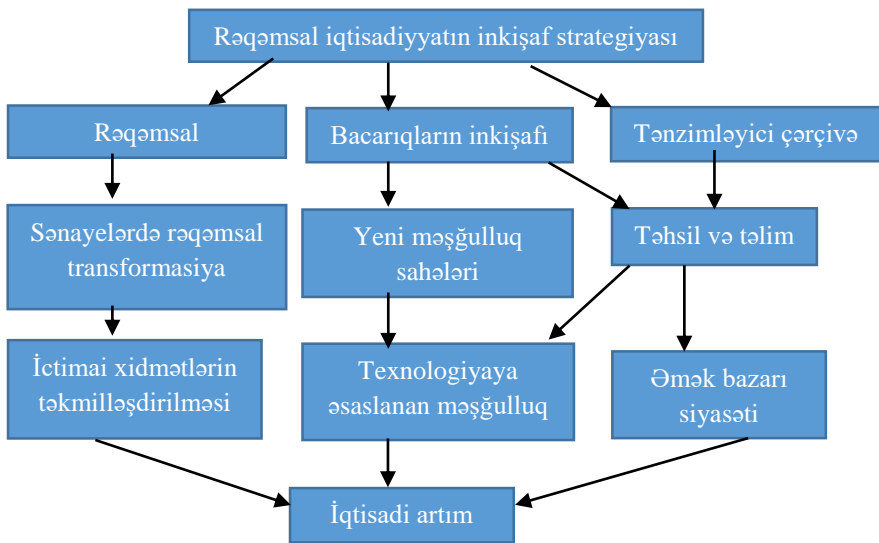 Rəqəmsal iqtisadiyyatın inkişaf strategiyası
Rəqəmsal
Bacarıqların inkişafı
Tənzimləyici çərçivə
Sənayelərdə rəqəmsal
transformasiya
Yeni məşğulluq
sahələri
Təhsil və təlim
İctimai xidmətlərin
təkmilləşdirilməsi
Texnologiyaya
əsaslanan məşğulluq
Əmək bazarı
siyasəti
İqtisadi artım